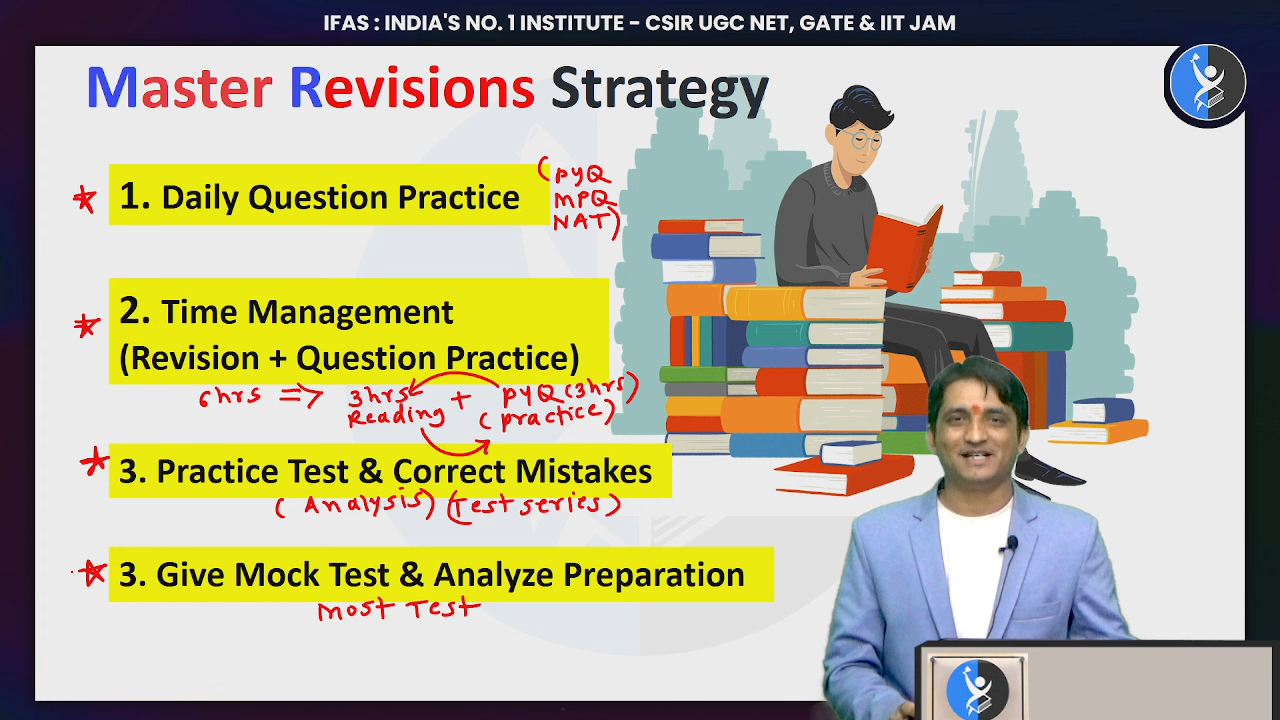 IFAS : INDIA'S NO. 1 INSTITUTE - CSIR UGC NET, GATE & IIT JAM
Master Revisions Strategy
1. Daily Question Practice
(PYQ
MPQ
NAT)
2. Time Management
(Revision + Question Practice)
6hrs => 3hrs + PYQ (3hrs)
Reading (practice)
3. Practice Test & Correct Mistakes
(Analysis) (Test series)
3. Give Mock Test & Analyze Preparation
Most Test